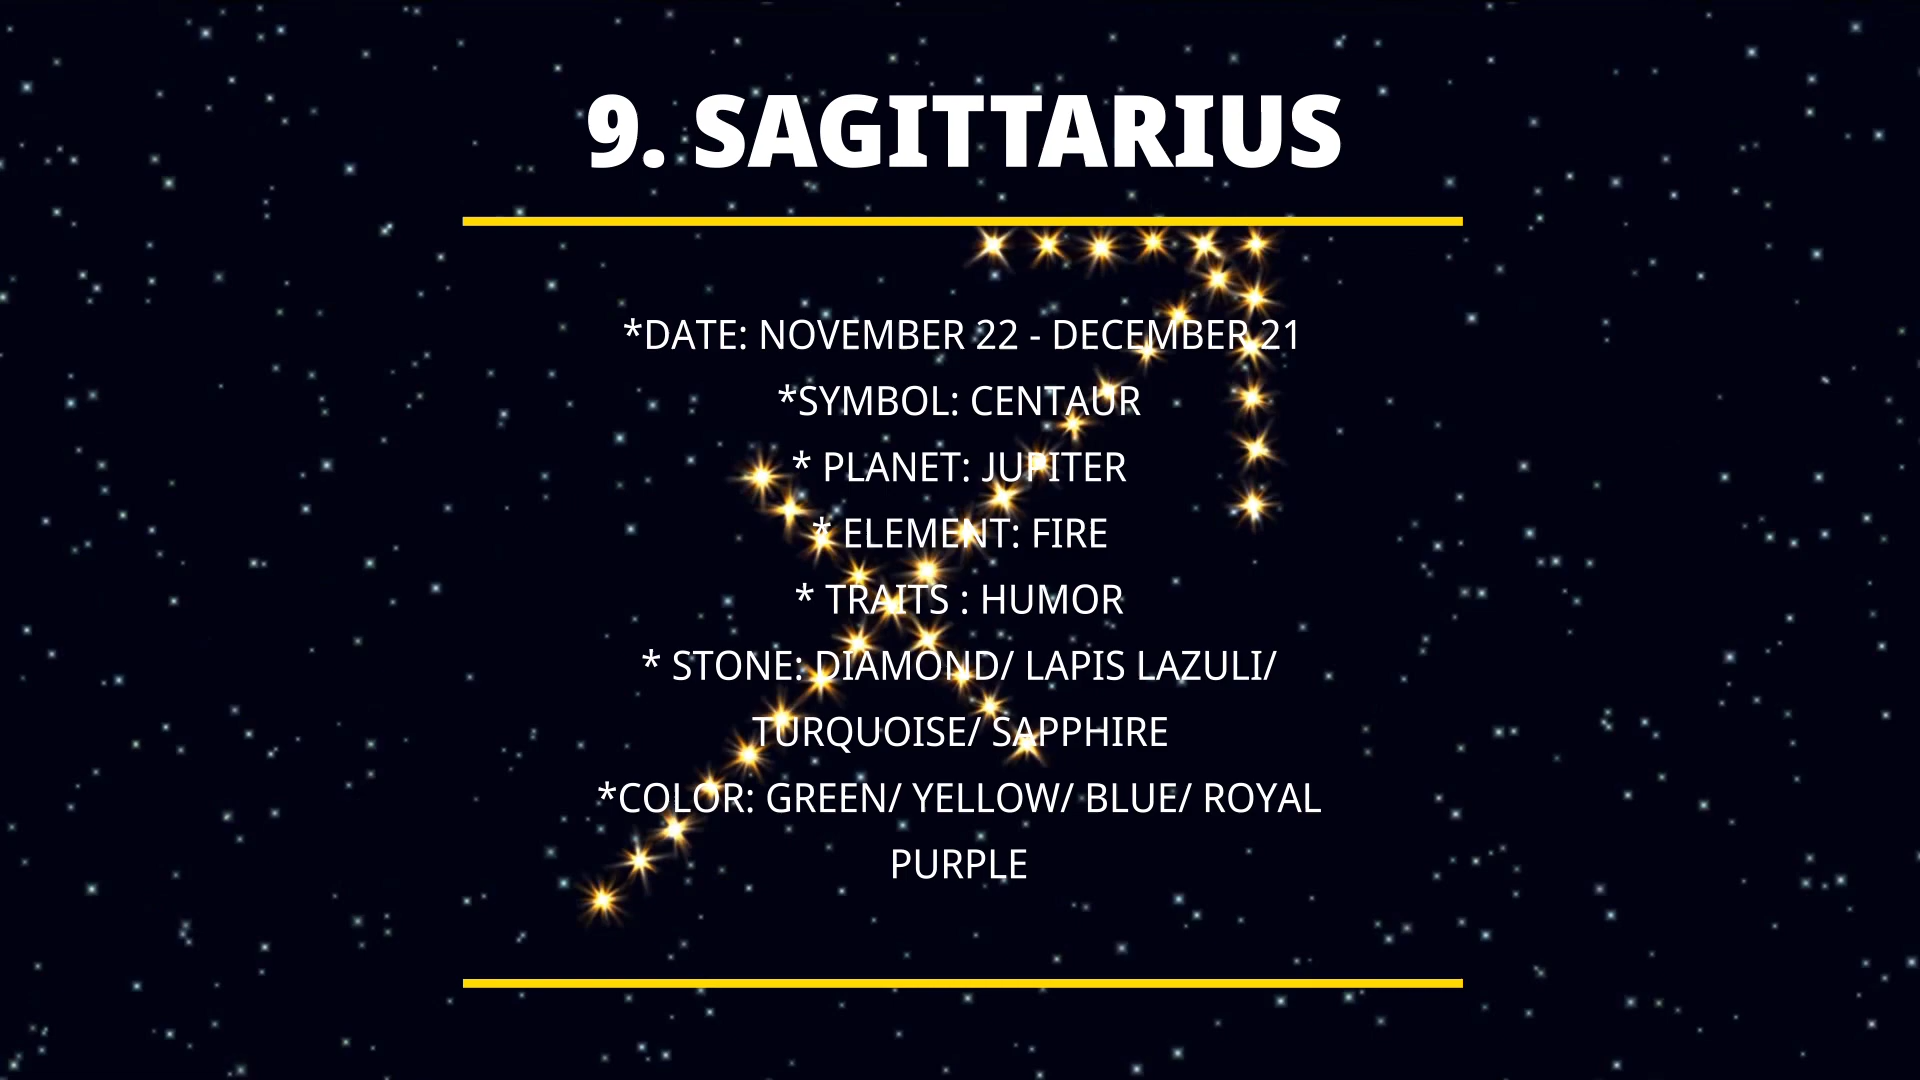 9. SAGITTARIUS
*DATE: NOVEMBER 22 - DECEMBER 21
*SYMBOL: CENTAUR
* PLANET: JUPITER
* ELEMENT: FIRE
* TRAITS : HUMOR
* STONE: DIAMOND/ LAPIS LAZULI/
TURQUOISE/ SAPPHIRE
*COLOR: GREEN/ YELLOW/ BLUE/ ROYAL
PURPLE